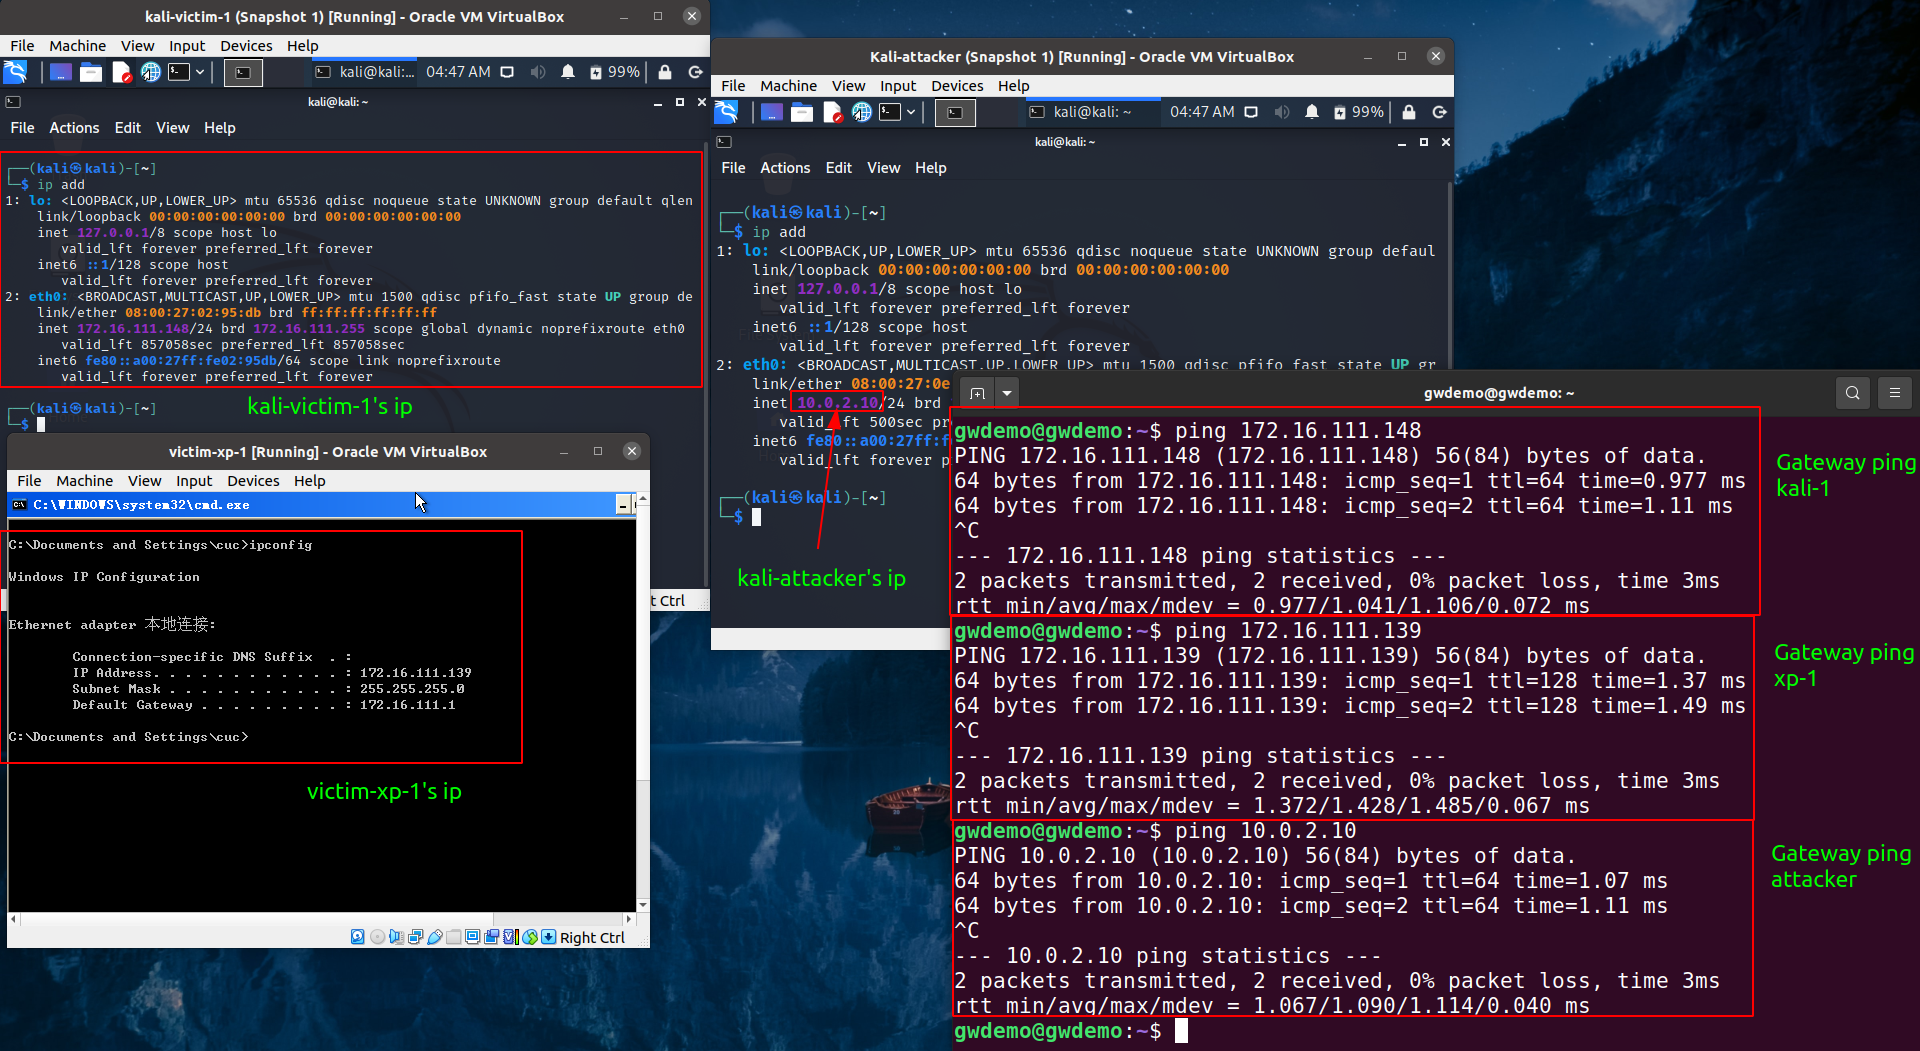 kali-victim-1 (Snapshot 1) [Running] - Oracle VM VirtualBox
File Machine View Input Devices Help
kali@kali:... 04:47 AM 99%
kali@kali: ~
File Actions Edit View Help
(kali㉿kali)-[~]
$ ip add
1: lo: <LOOPBACK,UP,LOWER_UP> mtu 65536 qdisc noqueue state UNKNOWN group default qlen
link/loopback 00:00:00:00:00:00 brd 00:00:00:00:00:00
inet 127.0.0.1/8 scope host lo
valid_lft forever preferred_lft forever
inet6 ::1/128 scope host
valid_lft forever preferred_lft forever
2: eth0: <BROADCAST,MULTICAST,UP,LOWER_UP> mtu 1500 qdisc pfifo_fast state UP group de
link/ether 08:00:27:02:95:db brd ff:ff:ff:ff:ff:ff
inet 172.16.111.148/24 brd 172.16.111.255 scope global dynamic noprefixroute eth0
valid_lft 857058sec preferred_lft 857058sec
inet6 fe80::a00:27ff:fe02:95db/64 scope link noprefixroute
valid_lft forever preferred_lft forever
(kali㉿kali)-[~]
$
kali-victim-1's ip
t Ctrl
victim-xp-1 [Running] - Oracle VM VirtualBox
File Machine View Input Devices Help
C:\WINDOWS\system32\cmd.exe
C:\Documents and Settings\cuc>ipconfig
Windows IP Configuration
Ethernet adapter 本地连接:
Connection-specific DNS Suffix . :
IP Address. . . . . . . . . . . . : 172.16.111.139
Subnet Mask . . . . . . . . . . . : 255.255.255.0
Default Gateway . . . . . . . . . : 172.16.111.1
C:\Documents and Settings\cuc>
victim-xp-1's ip
Right Ctrl
Kali-attacker (Snapshot 1) [Running] - Oracle VM VirtualBox
File Machine View Input Devices Help
kali@kali: ~ 04:47 AM 99%
kali@kali: ~
File Actions Edit View Help
(kali㉿kali)-[~]
$ ip add
1: lo: <LOOPBACK,UP,LOWER_UP> mtu 65536 qdisc noqueue state UNKNOWN group defaul
link/loopback 00:00:00:00:00:00 brd 00:00:00:00:00:00
inet 127.0.0.1/8 scope host lo
valid_lft forever preferred_lft forever
inet6 ::1/128 scope host
valid_lft forever preferred_lft forever
2: eth0: <BROADCAST,MULTICAST,UP,LOWER_UP> mtu 1500 qdisc pfifo_fast state UP gr
link/ether 08:00:27:0e
inet 10.0.2.10/24 brd
valid_lft 500sec pr
inet6 fe80::a00:27ff:f
valid_lft forever p
(kali㉿kali)-[~]
$
kali-attacker's ip
gwdemo@gwdemo: ~
gwdemo@gwdemo:~$ ping 172.16.111.148
PING 172.16.111.148 (172.16.111.148) 56(84) bytes of data.
64 bytes from 172.16.111.148: icmp_seq=1 ttl=64 time=0.977 ms
64 bytes from 172.16.111.148: icmp_seq=2 ttl=64 time=1.11 ms
^C
--- 172.16.111.148 ping statistics ---
2 packets transmitted, 2 received, 0% packet loss, time 3ms
rtt min/avg/max/mdev = 0.977/1.041/1.106/0.072 ms
Gateway ping
kali-1
gwdemo@gwdemo:~$ ping 172.16.111.139
PING 172.16.111.139 (172.16.111.139) 56(84) bytes of data.
64 bytes from 172.16.111.139: icmp_seq=1 ttl=128 time=1.37 ms
64 bytes from 172.16.111.139: icmp_seq=2 ttl=128 time=1.49 ms
^C
--- 172.16.111.139 ping statistics ---
2 packets transmitted, 2 received, 0% packet loss, time 3ms
rtt min/avg/max/mdev = 1.372/1.428/1.485/0.067 ms
Gateway ping
xp-1
gwdemo@gwdemo:~$ ping 10.0.2.10
PING 10.0.2.10 (10.0.2.10) 56(84) bytes of data.
64 bytes from 10.0.2.10: icmp_seq=1 ttl=64 time=1.07 ms
64 bytes from 10.0.2.10: icmp_seq=2 ttl=64 time=1.11 ms
^C
--- 10.0.2.10 ping statistics ---
2 packets transmitted, 2 received, 0% packet loss, time 3ms
rtt min/avg/max/mdev = 1.067/1.090/1.114/0.040 ms
gwdemo@gwdemo:~$
Gateway ping
attacker